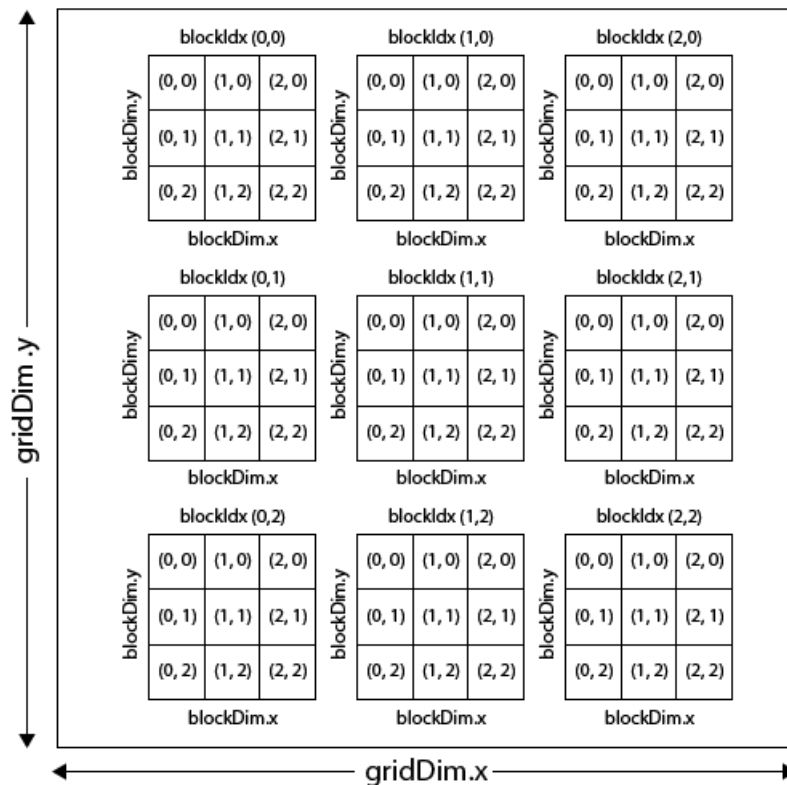 blockIdx (0,0) blockIdx (1,0) blockIdx (2,0)
(0, 0) (1, 0) (2, 0) (0, 0) (1, 0) (2, 0) (0, 0) (1, 0) (2, 0)
blockDim.y blockDim.y blockDim.y
(0, 1) (1, 1) (2, 1) (0, 1) (1, 1) (2, 1) (0, 1) (1, 1) (2, 1)
(0, 2) (1, 2) (2, 2) (0, 2) (1, 2) (2, 2) (0, 2) (1, 2) (2, 2)
blockDim.x blockDim.x blockDim.x
blockIdx (0,1) blockIdx (1,1) blockIdx (2,1)
(0, 0) (1, 0) (2, 0) (0, 0) (1, 0) (2, 0) (0, 0) (1, 0) (2, 0)
blockDim.y blockDim.y blockDim.y
(0, 1) (1, 1) (2, 1) (0, 1) (1, 1) (2, 1) (0, 1) (1, 1) (2, 1)
gridDim .y
(0, 2) (1, 2) (2, 2) (0, 2) (1, 2) (2, 2) (0, 2) (1, 2) (2, 2)
blockDim.x blockDim.x blockDim.x
blockIdx (0,2) blockIdx (1,2) blockIdx (2,2)
(0, 0) (1, 0) (2, 0) (0, 0) (1, 0) (2, 0) (0, 0) (1, 0) (2, 0)
blockDim.y blockDim.y blockDim.y
(0, 1) (1, 1) (2, 1) (0, 1) (1, 1) (2, 1) (0, 1) (1, 1) (2, 1)
(0, 2) (1, 2) (2, 2) (0, 2) (1, 2) (2, 2) (0, 2) (1, 2) (2, 2)
blockDim.x blockDim.x blockDim.x
gridDim.x